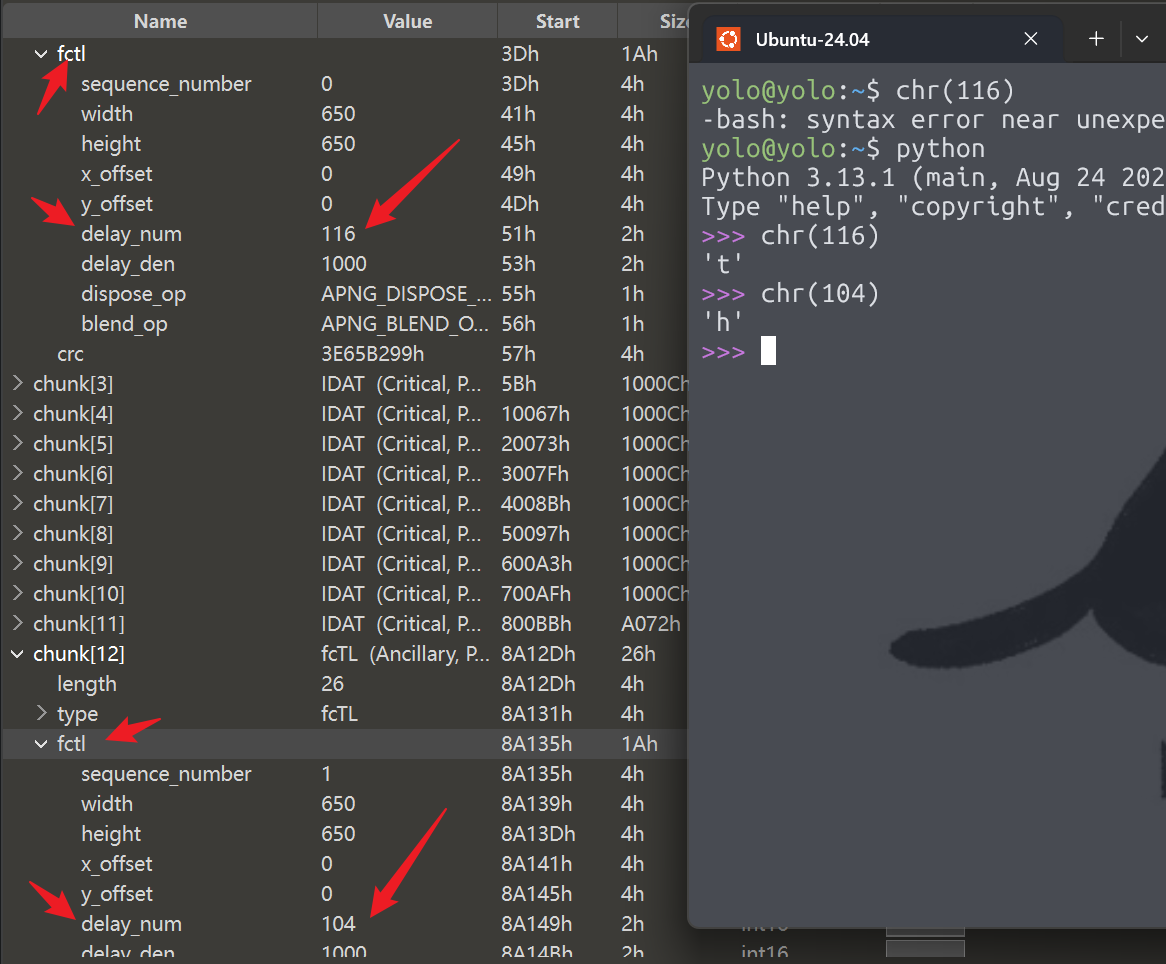 Name Value Start Siz
fctl 3Dh 1Ah
sequence_number 0 3Dh 4h
width 650 41h 4h
height 650 45h 4h
x_offset 0 49h 4h
y_offset 0 4Dh 4h
delay_num 116 51h 2h
delay_den 1000 53h 2h
dispose_op APNG_DISPOSE_... 55h 1h
blend_op APNG_BLEND_O... 56h 1h
crc 3E65B299h 57h 4h
chunk[3] IDAT (Critical, P... 5Bh 1000Ch
chunk[4] IDAT (Critical, P... 10067h 1000Ch
chunk[5] IDAT (Critical, P... 20073h 1000Ch
chunk[6] IDAT (Critical, P... 3007Fh 1000Ch
chunk[7] IDAT (Critical, P... 4008Bh 1000Ch
chunk[8] IDAT (Critical, P... 50097h 1000Ch
chunk[9] IDAT (Critical, P... 600A3h 1000Ch
chunk[10] IDAT (Critical, P... 700AFh 1000Ch
chunk[11] IDAT (Critical, P... 800BBh A072h
chunk[12] fcTL (Ancillary, P... 8A12Dh 26h
length 26 8A12Dh 4h
type fcTL 8A131h 4h
fctl 8A135h 1Ah
sequence_number 1 8A135h 4h
width 650 8A139h 4h
height 650 8A13Dh 4h
x_offset 0 8A141h 4h
y_offset 0 8A145h 4h
delay_num 104 8A149h 2h
delay_den 1000 8A14Bh 2h int16
Ubuntu-24.04
yolo@yolo:~$ chr(116)
-bash: syntax error near unexpe
yolo@yolo:~$ python
Python 3.13.1 (main, Aug 24 202
Type "help", "copyright", "cred
>>> chr(116)
't'
>>> chr(104)
'h'
>>>